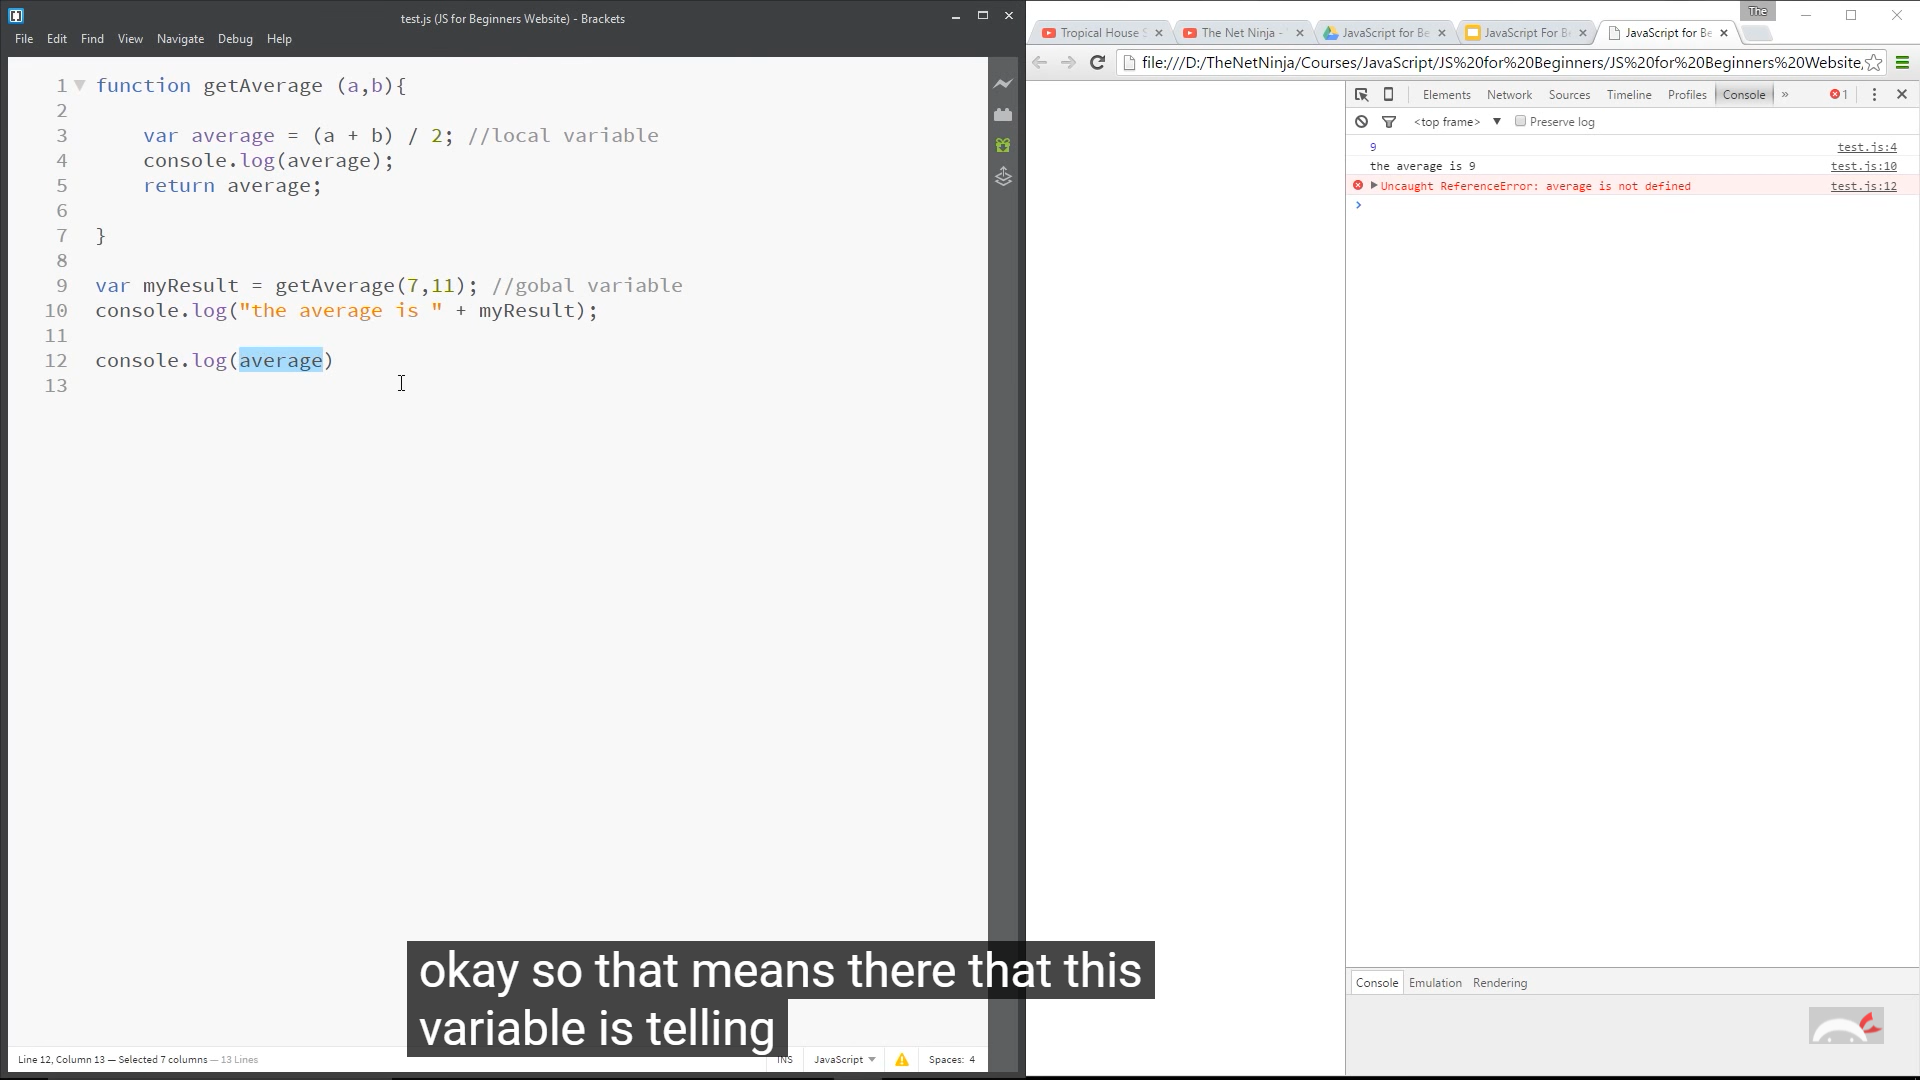 test.js (JS for Beginners Website) - Brackets
File Edit Find View Navigate Debug Help
1 function getAverage (a,b){
2
3 var average = (a + b) / 2; //local variable
4 console.log(average);
5 return average;
6
7 }
8
9 var myResult = getAverage(7,11); //gobal variable
10 console.log("the average is " + myResult);
11
12 console.log(average)
13
Line 12, Column 13 — Selected 7 columns — 13 Lines
INS JavaScript Spaces: 4
The
Tropical House S The Net Ninja - JavaScript for Be JavaScript For B JavaScript for Be
file:///D:/TheNetNinja/Courses/JavaScript/JS%20for%20Beginners/JS%20for%20Beginners%20Website,
Elements Network Sources Timeline Profiles Console » 1
<top frame> Preserve log
9 test.js:4
the average is 9 test.js:10
Uncaught ReferenceError: average is not defined test.js:12
Console Emulation Rendering
okay so that means there that this
variable is telling